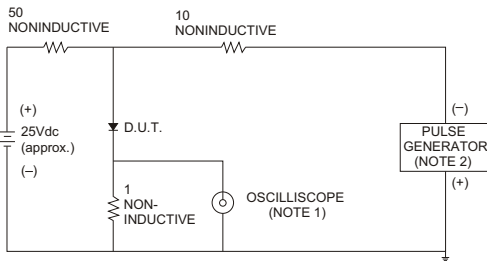 50
NONINDUCTIVE
10
NONINDUCTIVE
(+)
25Vdc
(approx.)
(–)
D.U.T.
1
NON-
INDUCTIVE
OSCILLISCOPE
(NOTE 1)
(–)
PULSE
GENERATOR
(NOTE 2)
(+)